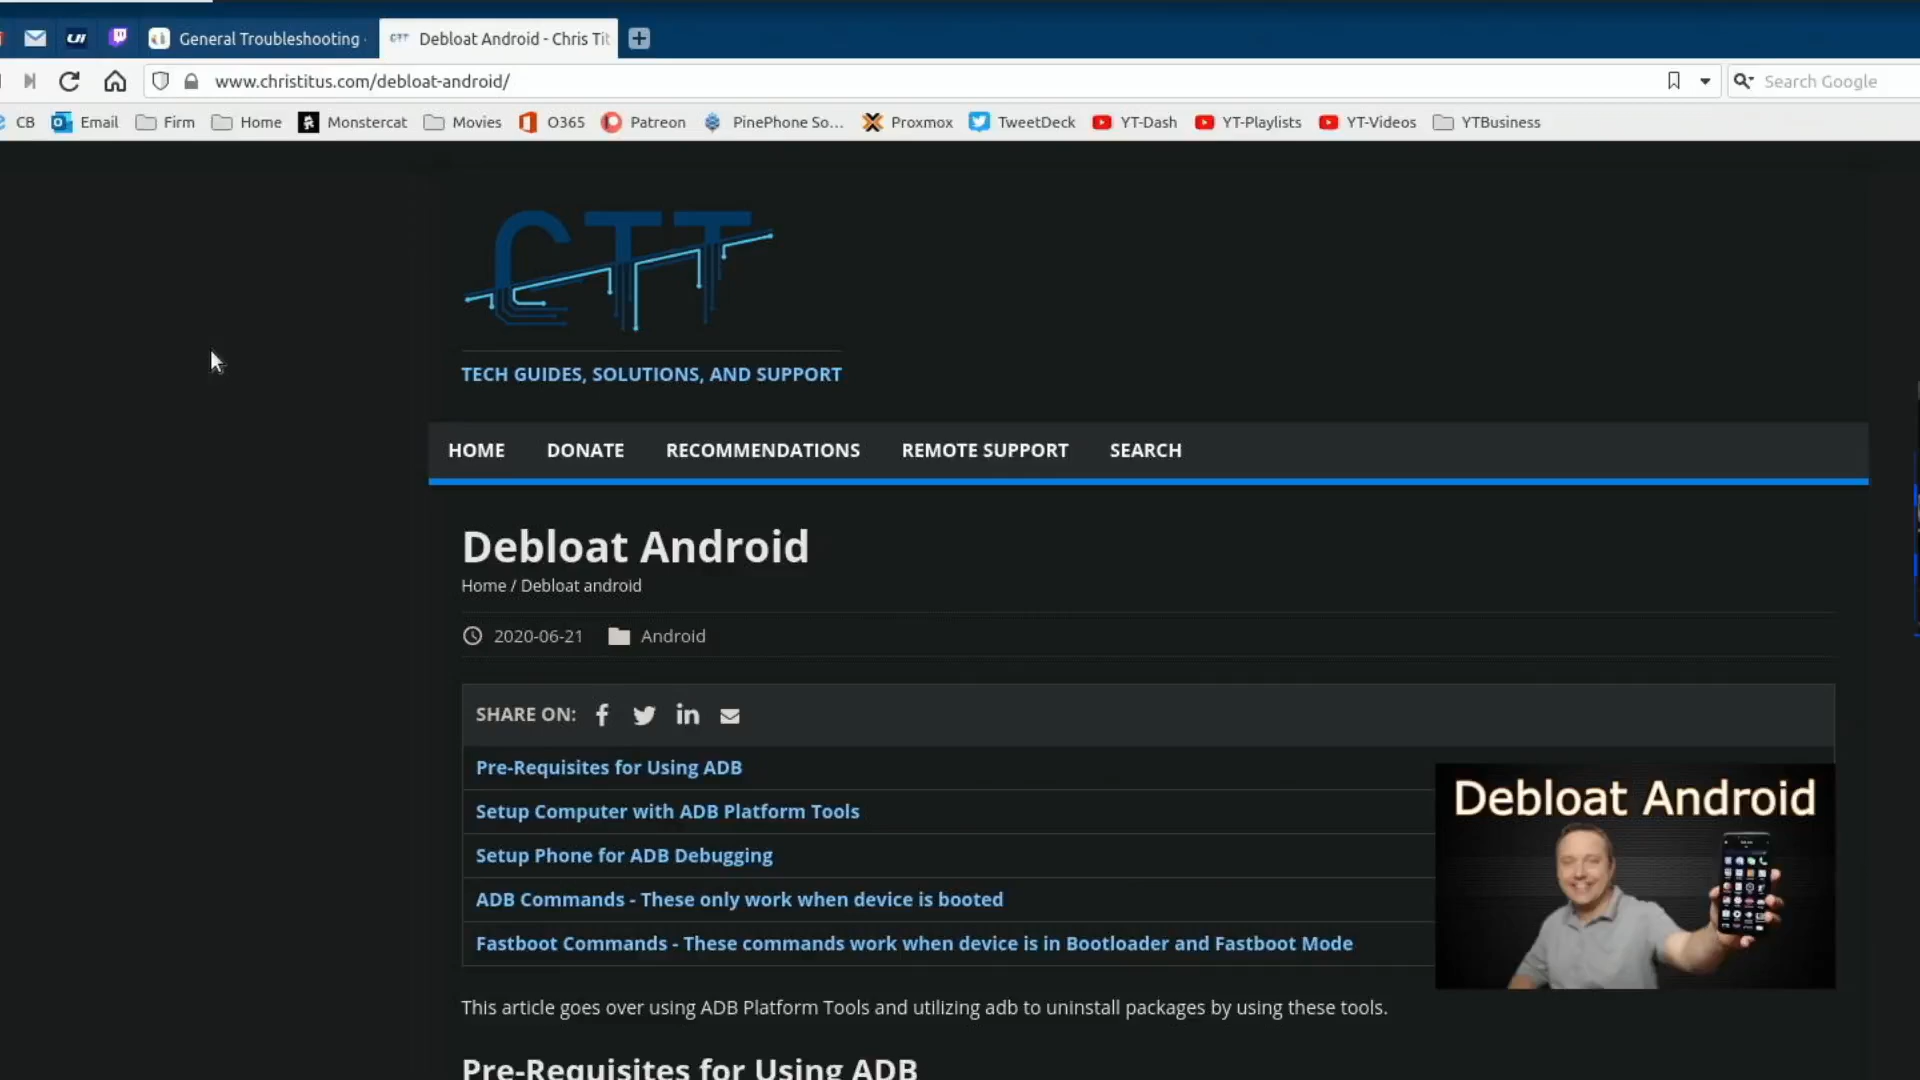 General Troubleshooting
Debloat Android - Chris Tit
www.christitus.com/debloat-android/
Search Google
CB
Email
Firm
Home
Monstercat
Movies
O365
Patreon
PinePhone So...
Proxmox
TweetDeck
YT-Dash
YT-Playlists
YT-Videos
YTBusiness
CTT
TECH GUIDES, SOLUTIONS, AND SUPPORT
HOME
DONATE
RECOMMENDATIONS
REMOTE SUPPORT
SEARCH
Debloat Android
Home / Debloat android
2020-06-21
Android
SHARE ON:
Pre-Requisites for Using ADB
Setup Computer with ADB Platform Tools
Setup Phone for ADB Debugging
ADB Commands - These only work when device is booted
Fastboot Commands - These commands work when device is in Bootloader and Fastboot Mode
Debloat Android
This article goes over using ADB Platform Tools and utilizing adb to uninstall packages by using these tools.
Pre-Requisites for Using ADB